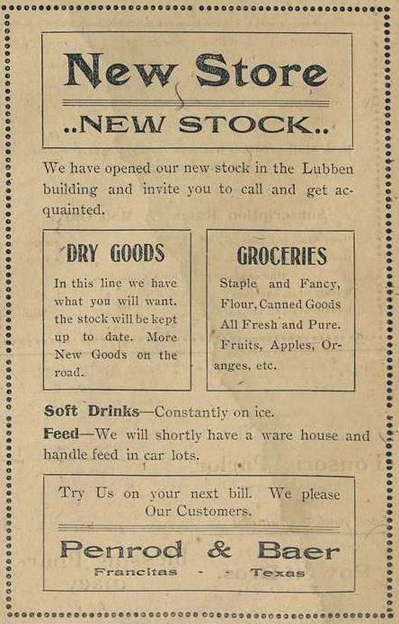 New Store
..NEW STOCK..
We have opened our new stock in the Lubben
building and invite you to call and get ac-
quainted.
DRY GOODS
In this line we have
what you will want.
the stock will be kept
up to date. More
New Goods on the
road.
GROCERIES
Staple and Fancy,
Flour, Canned Goods
All Fresh and Pure.
Fruits, Apples, Or-
anges, etc.
Soft Drinks—Constantly on ice.
Feed—We will shortly have a ware house and
handle feed in car lots.
Try Us on your next bill. We please
Our Customers.
Penrod & Baer
Francitas - - Texas